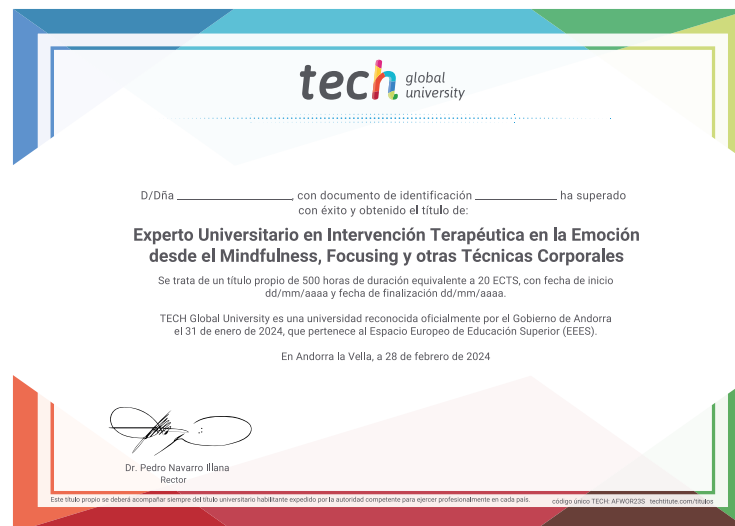 tech global university
D/Dña ______________, con documento de identificación __________ ha superado
con éxito y obtenido el título de:
Experto Universitario en Intervención Terapéutica en la Emoción
desde el Mindfulness, Focusing y otras Técnicas Corporales
Se trata de un título propio de 500 horas de duración equivalente a 20 ECTS, con fecha de inicio
dd/mm/aaaa y fecha de finalización dd/mm/aaaa.
TECH Global University es una universidad reconocida oficialmente por el Gobierno de Andorra
el 31 de enero de 2024, que pertenece al Espacio Europeo de Educación Superior (EEES).
En Andorra la Vella, a 28 de febrero de 2024
Dr. Pedro Navarro Illana
Rector
Este título propio se deberá acompañar siempre del título universitario habilitante expedido por la autoridad competente para ejercer profesionalmente en cada país. código único TECH: AFWOR23S techtitute.com/titulos